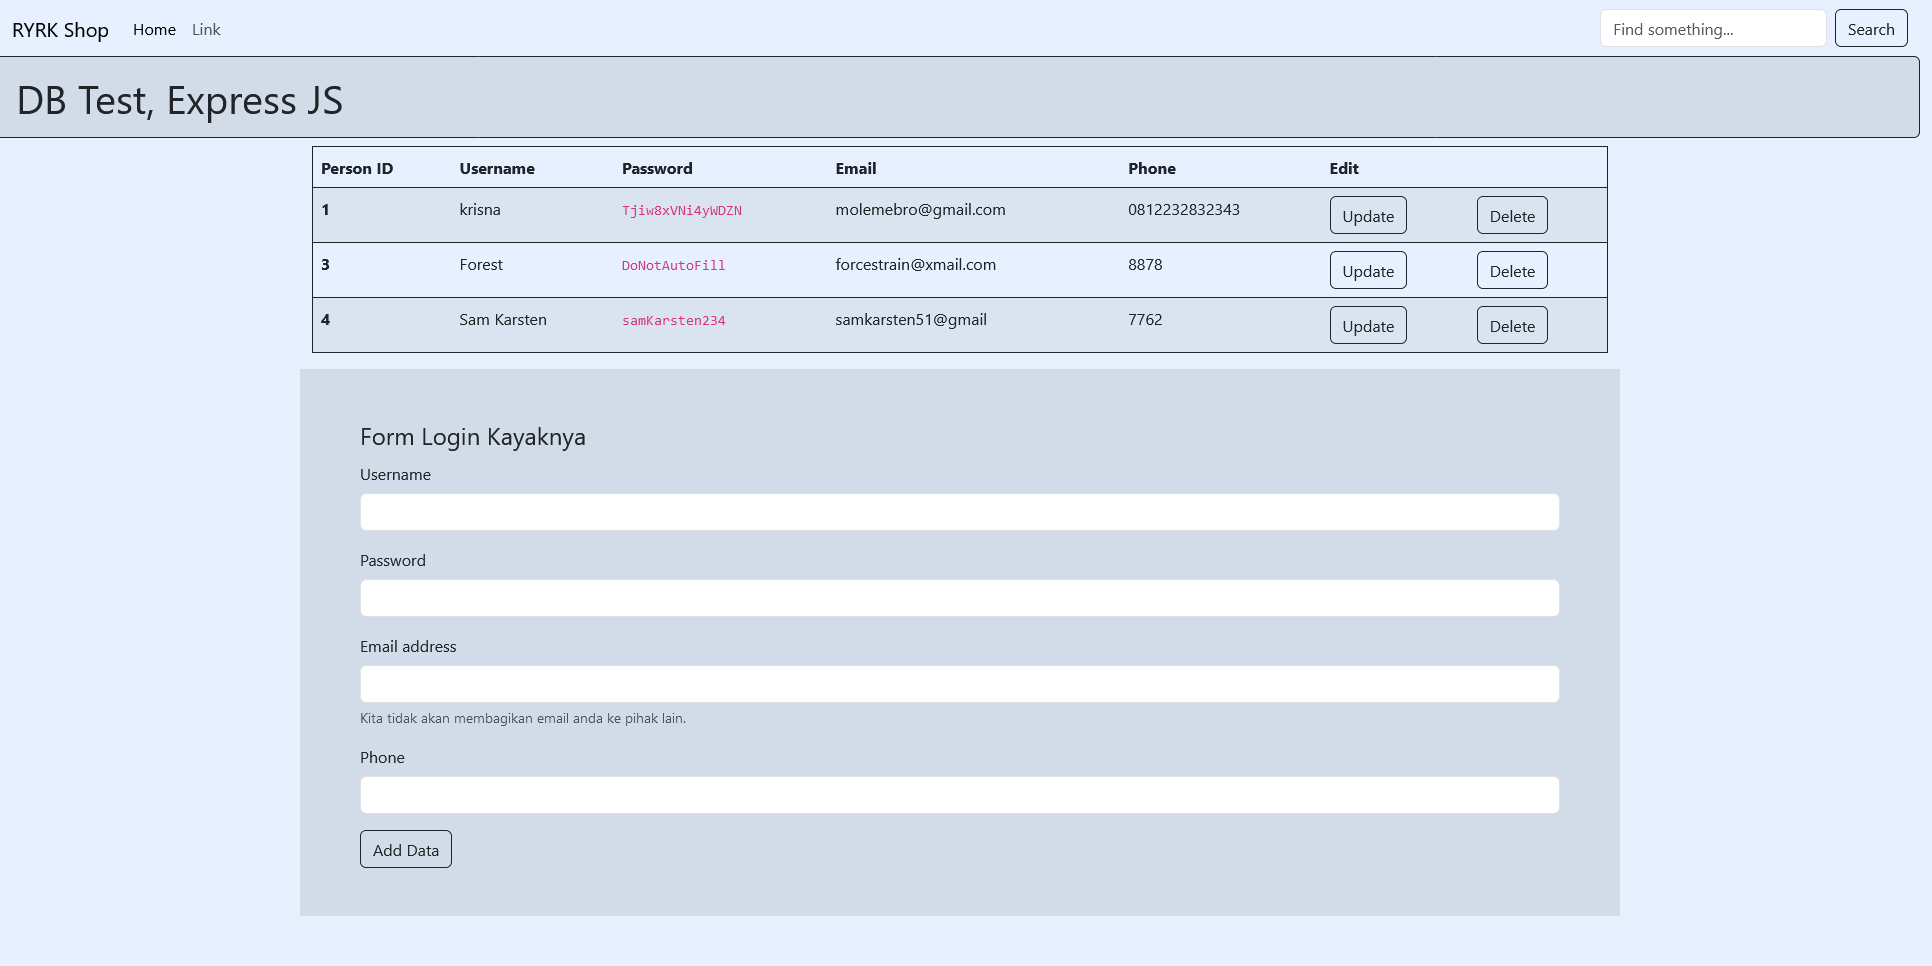 RYRK Shop Home Link Find something... Search
DB Test, Express JS
Person ID Username Password Email Phone Edit
1 krisna Tjiw8xVNi4yWDZN molemebro@gmail.com 0812232832343 Update Delete
3 Forest DoNotAutoFill forcestrain@xmail.com 8878 Update Delete
4 Sam Karsten samKarsten234 samkarsten51@gmail 7762 Update Delete
Form Login Kayaknya
Username
Password
Email address
Kita tidak akan membagikan email anda ke pihak lain.
Phone
Add Data